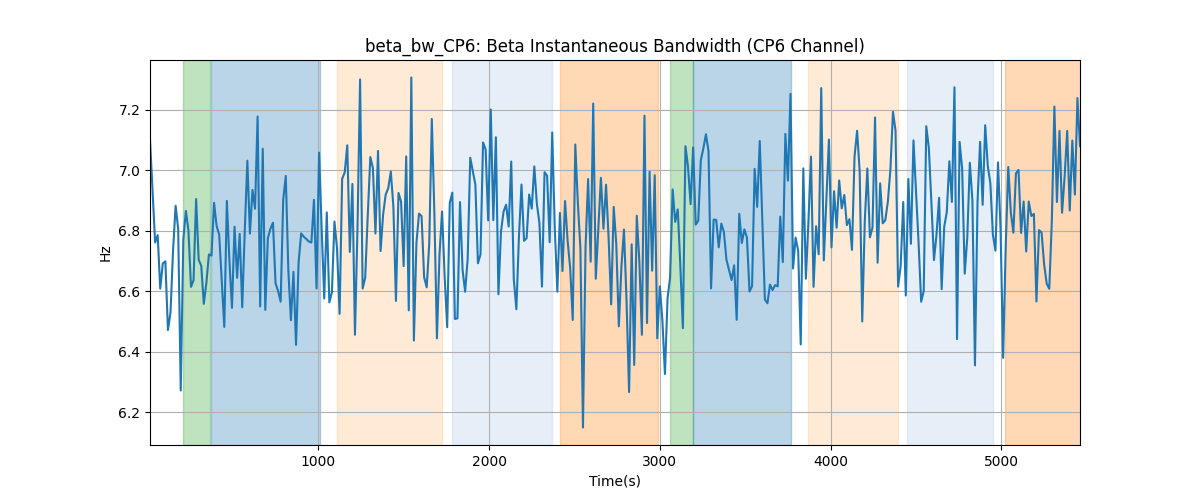 beta_bw_CP6: Beta Instantaneous Bandwidth (CP6 Channel)
7.2
7.0
6.8
6.6
6.4
6.2
Hz
1000 2000 3000 4000 5000
Time(s)